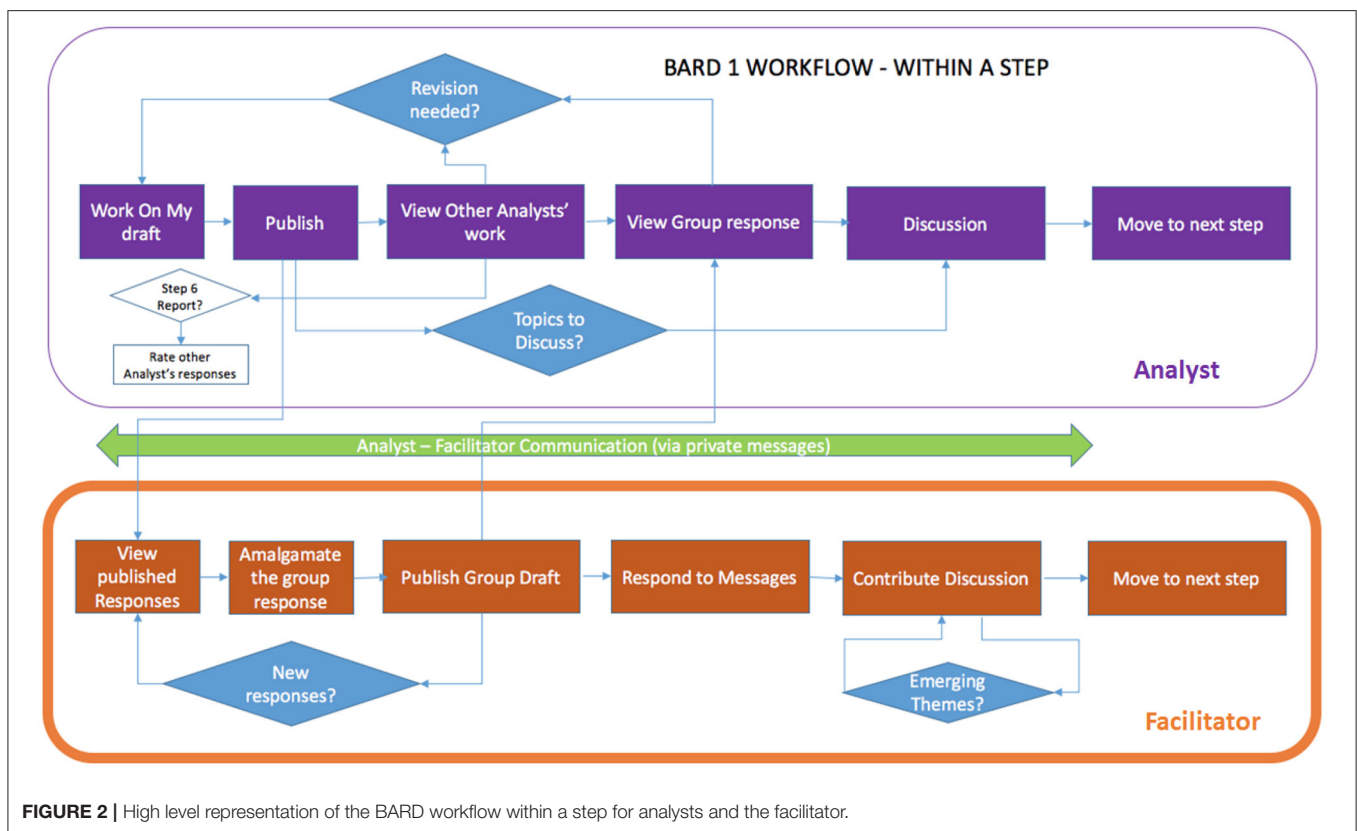 BARD 1 WORKFLOW - WITHIN A STEP
Revision
needed?
Work On My
draft
Publish
View Other Analysts’
work
View Group response
Discussion
Move to next step
Step 6
Report?
Topics to
Discuss?
Rate other
Analyst's responses
Analyst
Analyst – Facilitator Communication (via private messages)
View
published
Responses
Amalgamate
the group
response
Publish Group Draft
Respond to Messages
Contribute Discussion
Move to next step
New
responses?
Emerging
Themes?
Facilitator
FIGURE 2 | High level representation of the BARD workflow within a step for analysts and the facilitator.